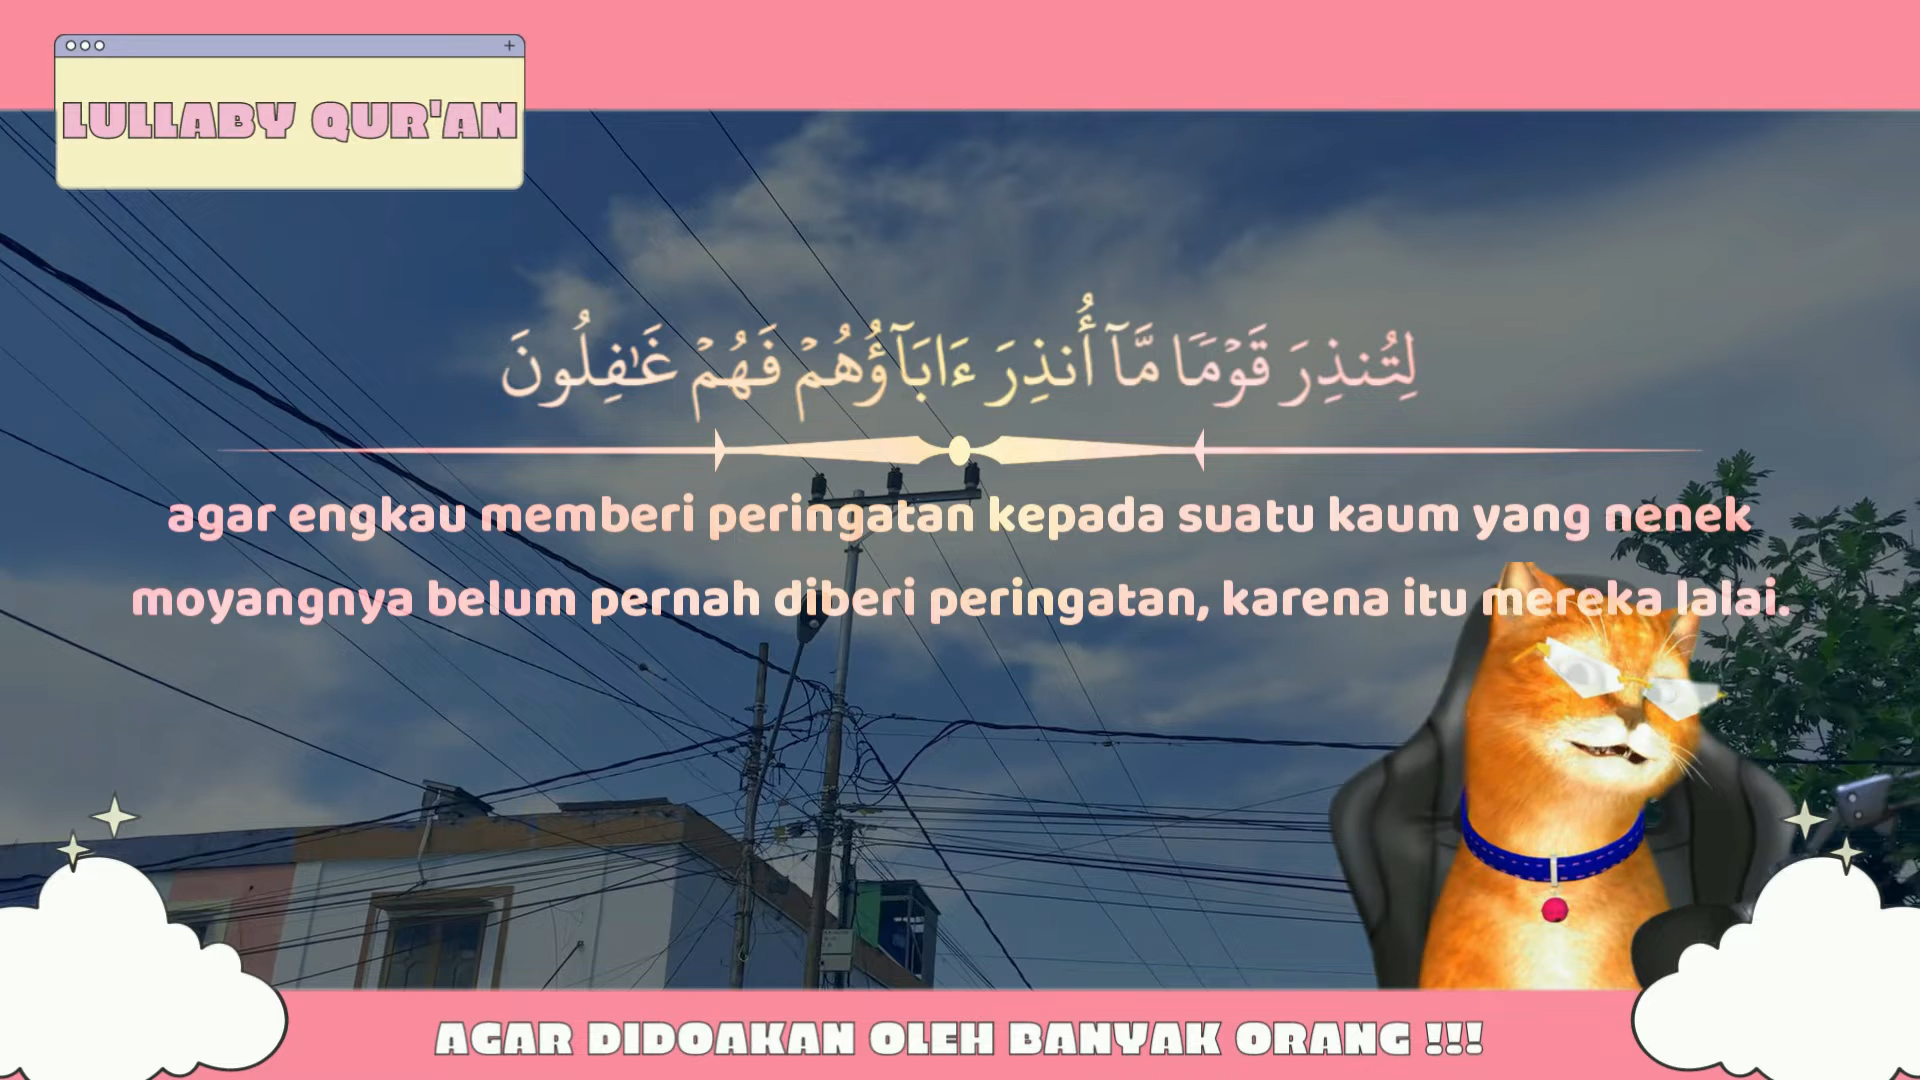 LULLABY QUR'AN
لِتُنذِرَ قَوْمًا مَّآ أُنذِرَ ءَابَآؤُهُمْ فَهُمْ غَٰفِلُونَ
agar engkau memberi peringatan kepada suatu kaum yang nenek
moyangnya belum pernah diberi peringatan, karena itu mereka lalai.
AGAR DIDOAKAN OLEH BANYAK ORANG !!!